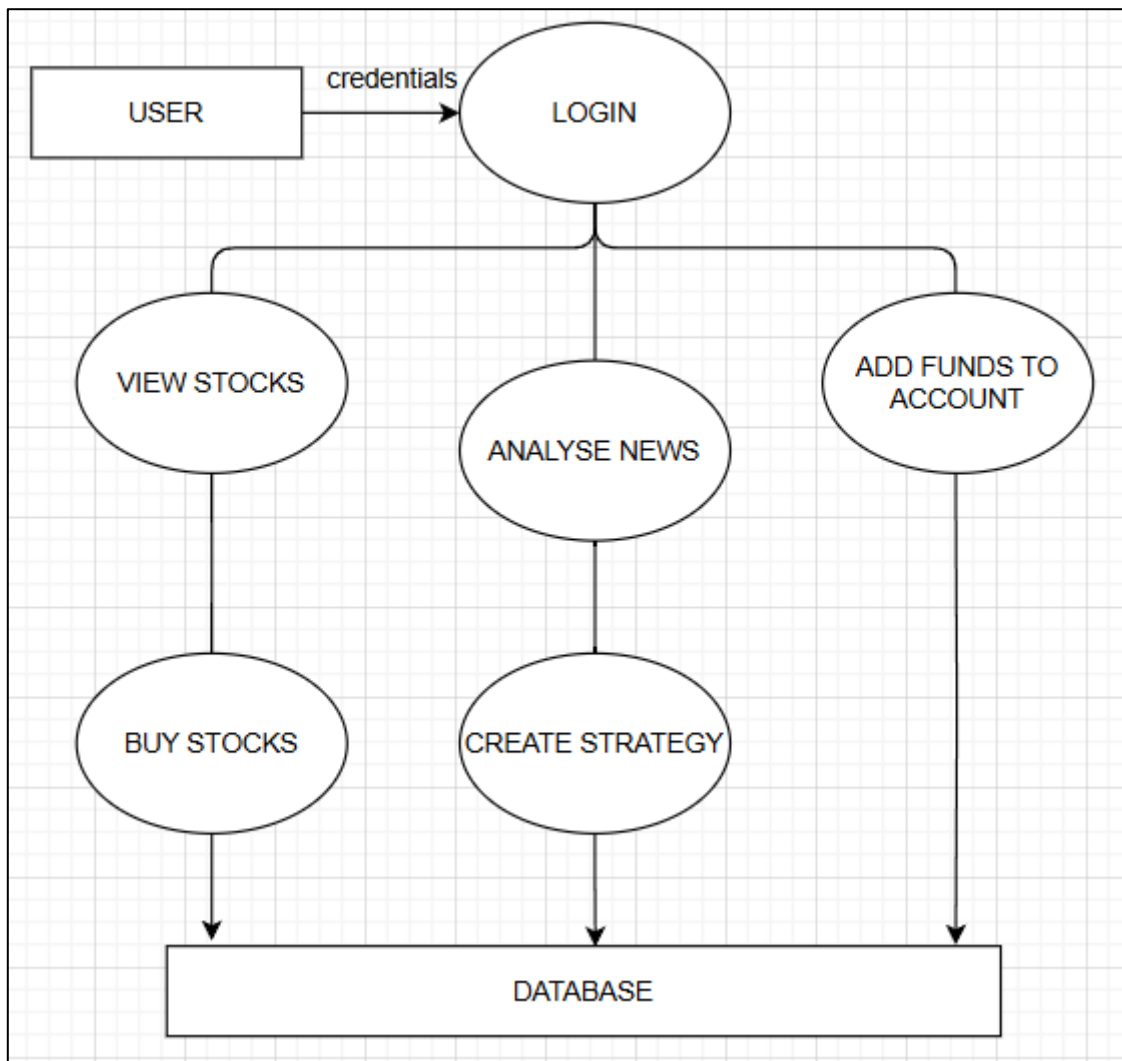 credentials
USER
LOGIN
VIEW STOCKS
ADD FUNDS TO
ACCOUNT
ANALYSE NEWS
BUY STOCKS
CREATE STRATEGY
DATABASE